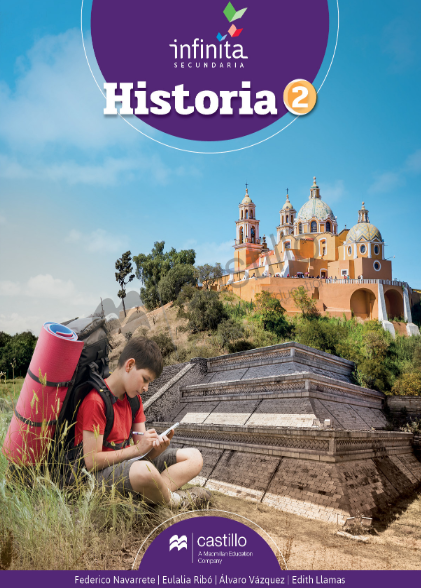 infinita
SECUNDARIA
Historia 2
castillo
A Macmillan Education
Company
Federico Navarrete | Eulalia Ribó | Álvaro Vázquez | Edith Llamas